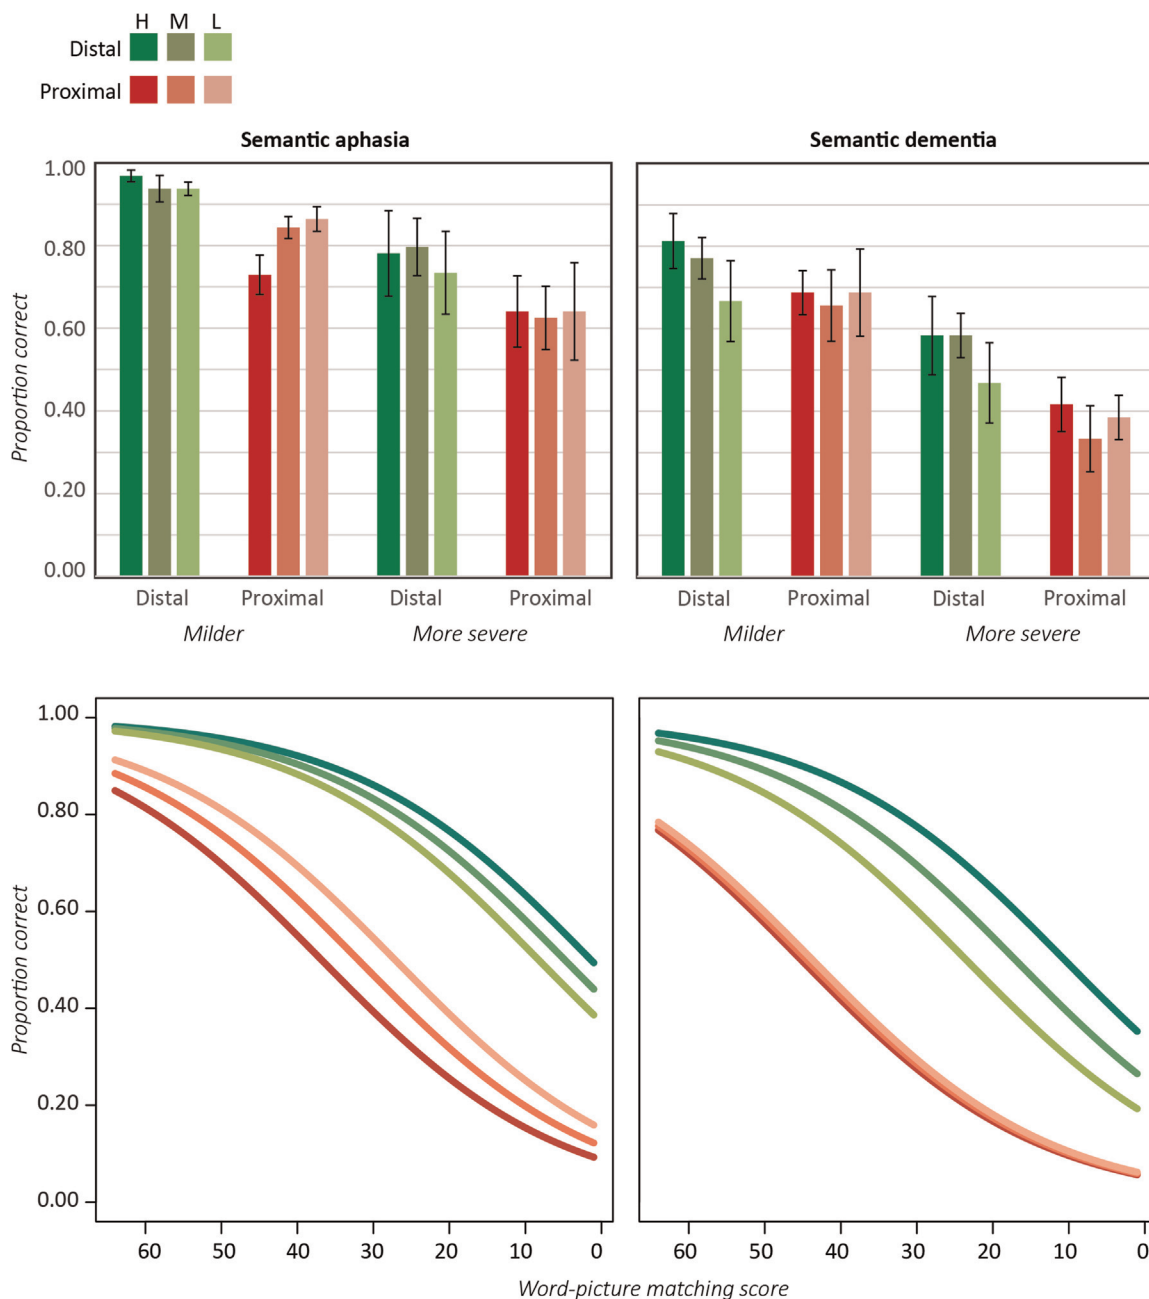 H M L
Distal
Proximal
Semantic aphasia
Semantic dementia
1.00
0.80
0.60
0.40
0.20
0.00
Proportion correct
Distal Proximal Distal Proximal
Milder More severe
Distal Proximal Distal Proximal
Milder More severe
1.00
0.80
0.60
0.40
0.20
0.00
Proportion correct
60 50 40 30 20 10 0
60 50 40 30 20 10 0
Word-picture matching score